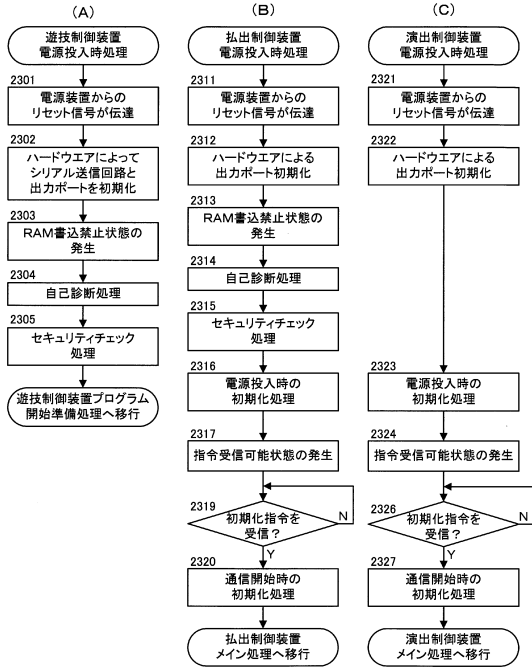 (A)
遊技制御装置
電源投入時処理
2301
電源装置からの
リセット信号が伝達
2302
ハードウエアによって
シリアル送信回路と
出力ポートを初期化
2303
RAM書込禁止状態の
発生
2304
自己診断処理
2305
セキュリティチェック
処理
遊技制御装置プログラム
開始準備処理へ移行
(B)
払出制御装置
電源投入時処理
2311
電源装置からの
リセット信号が伝達
2312
ハードウエアによる
出力ポート初期化
2313
RAM書込禁止状態の
発生
2314
自己診断処理
2315
セキュリティチェック
処理
2316
電源投入時の
初期化処理
2317
指令受信可能状態の発生
2319
初期化指令を
受信?
N
Y
2320
通信開始時の
初期化処理
払出制御装置
メイン処理へ移行
(C)
演出制御装置
電源投入時処理
2321
電源装置からの
リセット信号が伝達
2322
ハードウエアによる
出力ポート初期化
2323
電源投入時の
初期化処理
2324
指令受信可能状態の発生
2326
初期化指令を
受信?
N
Y
2327
通信開始時の
初期化処理
演出制御装置
メイン処理へ移行